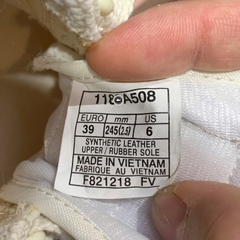 1183A508
EURO mm US
39 245(2.5) 6
SYNTHETIC LEATHER
UPPER / RUBBER SOLE
MADE IN VIETNAM
FABRIQUE AU VIETNAM
F821218 FV